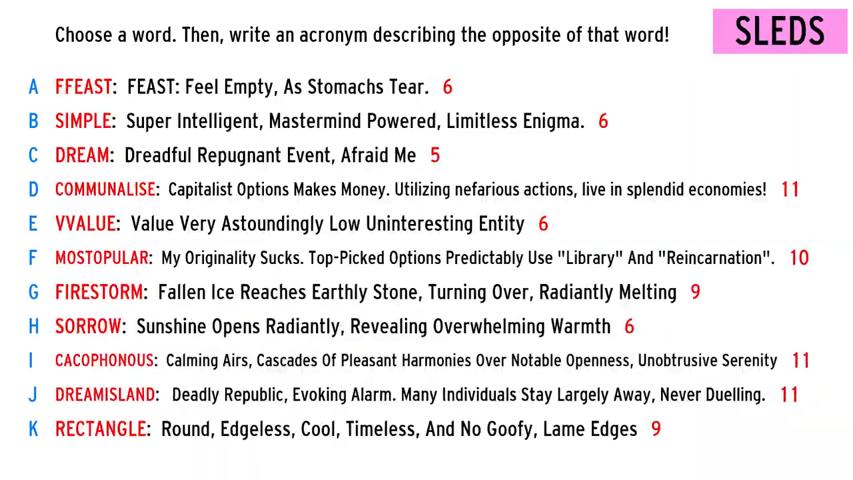 Choose a word. Then, write an acronym describing the opposite of that word!
SLEDS
A FFEAST: FEAST: Feel Empty, As Stomachs Tear. 6
B SIMPLE: Super Intelligent, Mastermind Powered, Limitless Enigma. 6
C DREAM: Dreadful Repugnant Event, Afraid Me 5
D COMMUNALISE: Capitalist Options Makes Money. Utilizing nefarious actions, live in splendid economies! 11
E VVALUE: Value Very Astoundingly Low Uninteresting Entity 6
F MOSTOPULAR: My Originality Sucks. Top-Picked Options Predictably Use "Library" And "Reincarnation". 10
G FIRESTORM: Fallen Ice Reaches Earthly Stone, Turning Over, Radiantly Melting 9
H SORROW: Sunshine Opens Radiantly, Revealing Overwhelming Warmth 6
I CACOPHONOUS: Calming Airs, Cascades Of Pleasant Harmonies Over Notable Openness, Unobtrusive Serenity 11
J DREAMISLAND: Deadly Republic, Evoking Alarm. Many Individuals Stay Largely Away, Never Duelling. 11
K RECTANGLE: Round, Edgeless, Cool, Timeless, And No Goofy, Lame Edges 9